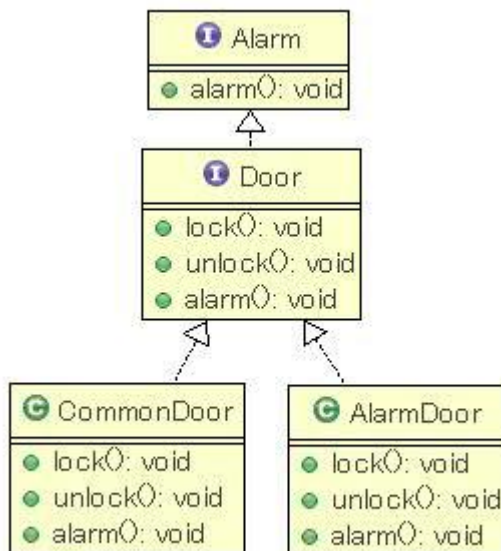 Alarm
alarm(): void
Door
lock(): void
unlock(): void
alarm(): void
CommonDoor
lock(): void
unlock(): void
alarm(): void
AlarmDoor
lock(): void
unlock(): void
alarm(): void